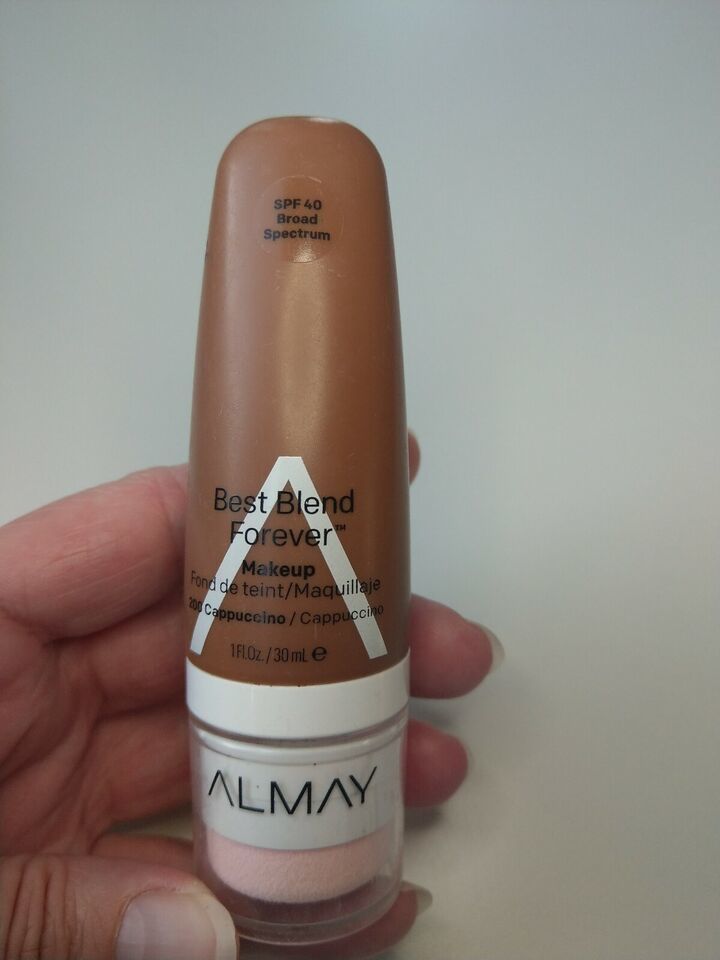 SPF 40
Broad
Spectrum
Best Blend
Forever™
Makeup
Fond de teint/Maquillaje
200 Cappuccino / Cappuccino
1 Fl.Oz. / 30 mL ℮
ALMAY